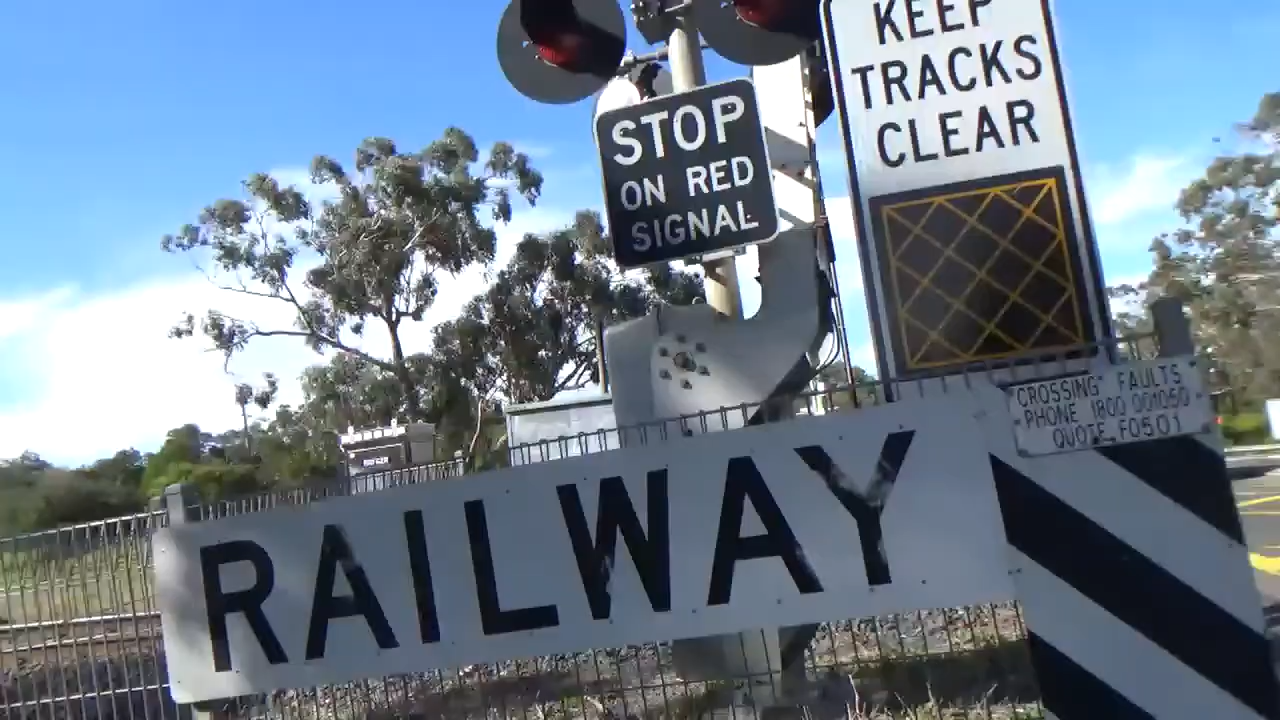 KEEP
TRACKS
CLEAR
STOP
ON RED
SIGNAL
CROSSING FAULTS
PHONE 1800 001050
QUOTE F0501
RAILWAY